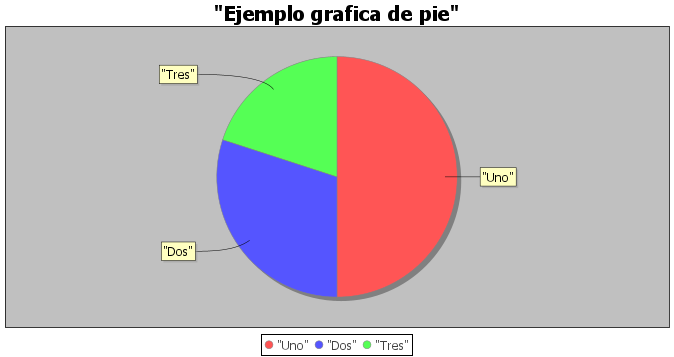 "Ejemplo grafica de pie"
"Tres"
"Uno"
"Dos"
"Uno" "Dos" "Tres"